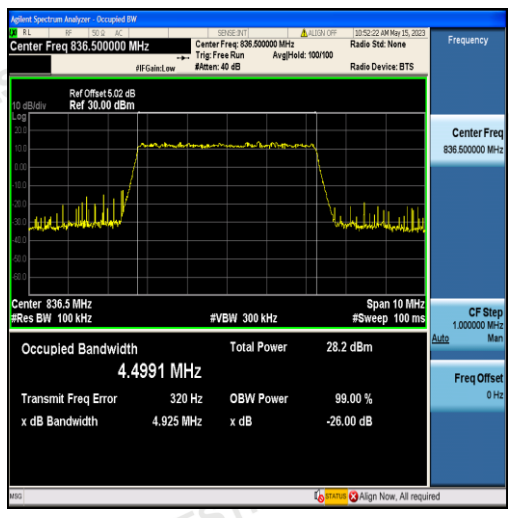 Agilent Spectrum Analyzer - Occupied BW
RL RF 50 Ω AC SENSE:INT ALIGN OFF 10:52:22 AM May 15, 2023
Center Freq 836.500000 MHz
Center Freq: 836.500000 MHz
Radio Std: None
Trig: Free Run Avg|Hold: 100/100
#IFGain:Low #Atten: 40 dB Radio Device: BTS
Frequency
Ref Offset 5.02 dB
10 dB/div Ref 30.00 dBm
Log
20.0
10.0
0.00
-10.0
-20.0
-30.0
-40.0
-50.0
-60.0
Center Freq
836.500000 MHz
Center 836.5 MHz Span 10 MHz
#Res BW 100 kHz #VBW 300 kHz #Sweep 100 ms
CF Step
1.000000 MHz
Auto Man
Occupied Bandwidth Total Power 28.2 dBm
4.4991 MHz
Transmit Freq Error 320 Hz OBW Power 99.00 %
x dB Bandwidth 4.925 MHz x dB -26.00 dB
Freq Offset
0 Hz
MSG STATUS Align Now, All required